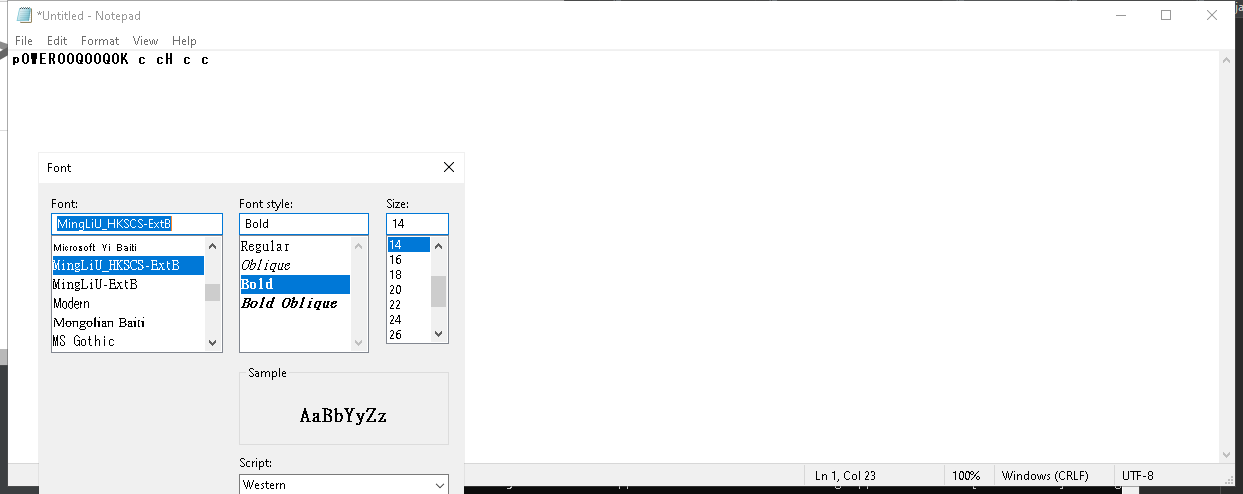 *Untitled - Notepad
File Edit Format View Help
pOWEROOQOOQOK c cH c c
Font
Font: Font style: Size:
MingLiU_HKSCS-ExtB Bold 14
Microsoft Yi Baiti Regular 14
MingLiU_HKSCS-ExtB Oblique 16
MingLiU-ExtB Bold 18
Modern Bold Oblique 20
Mongolian Baiti 22
MS Gothic 24
26
Sample
AaBbYyZz
Script:
Western
Ln 1, Col 23 100% Windows (CRLF) UTF-8